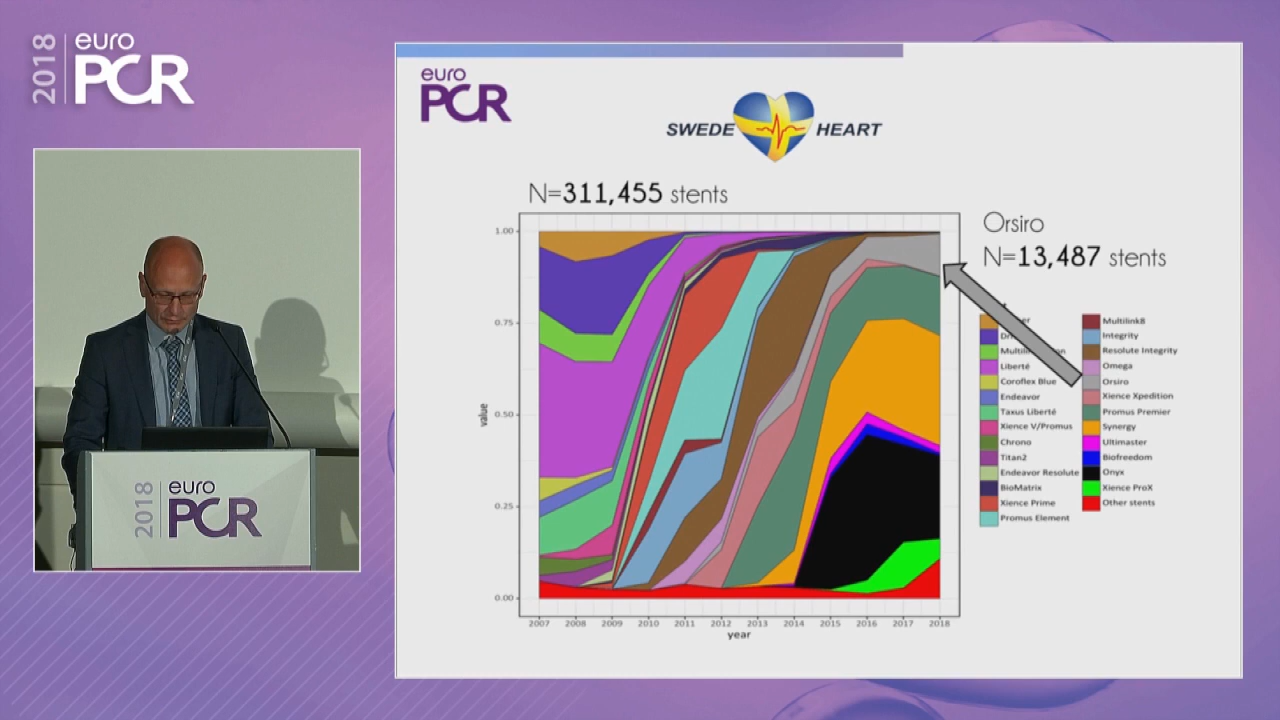 2018 euro PCR
euro PCR
SWEDE HEART
N=311,455 stents
Orsiro
N=13,487 stents
1.00
0.75
0.50
0.25
0.00
value
2007 2008 2009 2010 2011 2012 2013 2014 2015 2016 2017 2018
year
Liberté
Coroflex Blue
Endeavor
Taxus Liberté
Xience V/Promus
Chrono
Titan2
Endeavor Resolute
BioMatrix
Xience Prime
Promus Element
Multilink8
Integrity
Resolute Integrity
Omega
Orsiro
Xience Xpedition
Promus Premier
Synergy
Ultimaster
Biofreedom
Onyx
Xience ProX
Other stents
2018 euro PCR